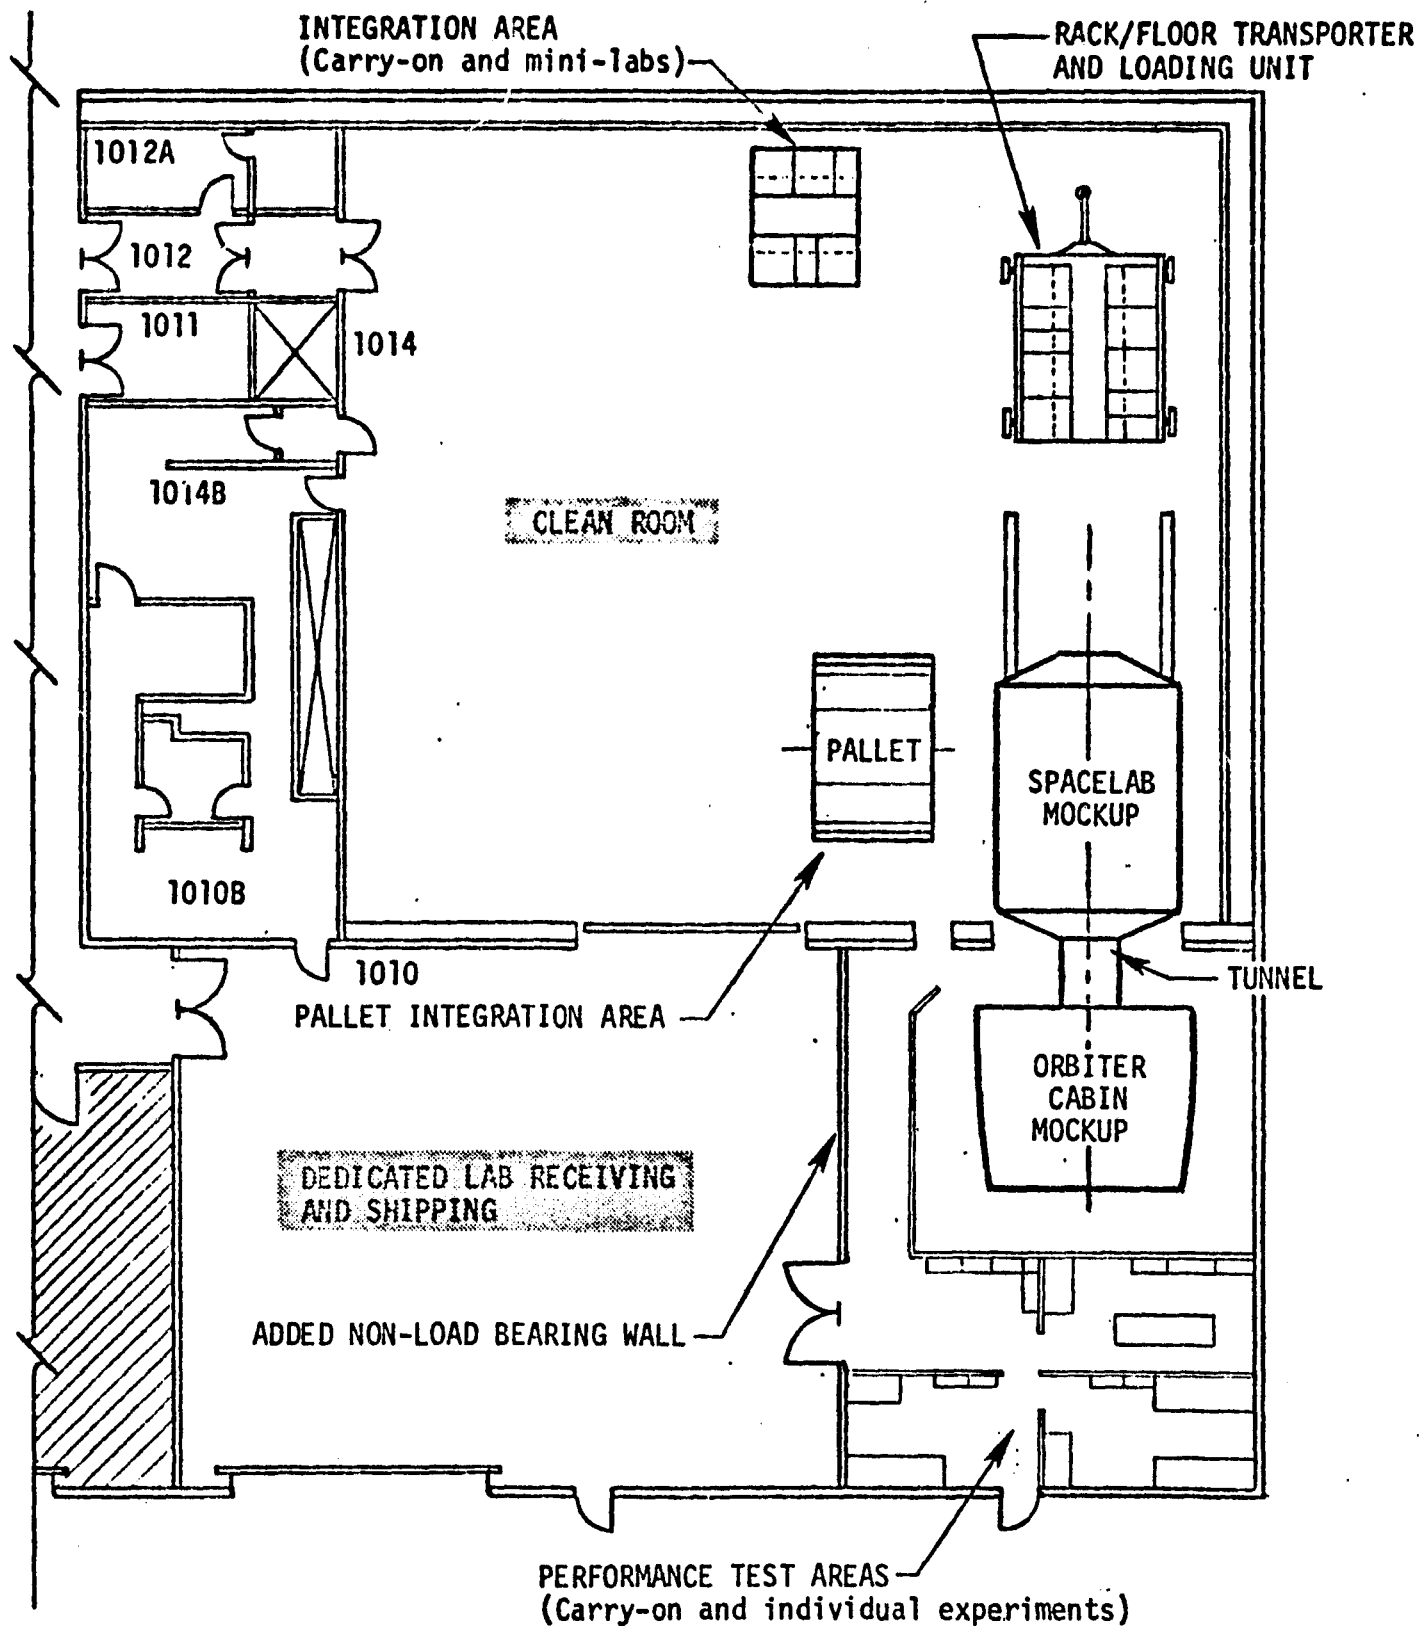 INTEGRATION AREA
(Carry-on and mini-labs)
RACK/FLOOR TRANSPORTER
AND LOADING UNIT
1012A
1012
1011
1014
1014B
CLEAN ROOM
PALLET
SPACELAB
MOCKUP
1010B
1010
TUNNEL
PALLET INTEGRATION AREA
ORBITER
CABIN
MOCKUP
DEDICATED LAB RECEIVING
AND SHIPPING
ADDED NON-LOAD BEARING WALL
PERFORMANCE TEST AREAS
(Carry-on and individual experiments)